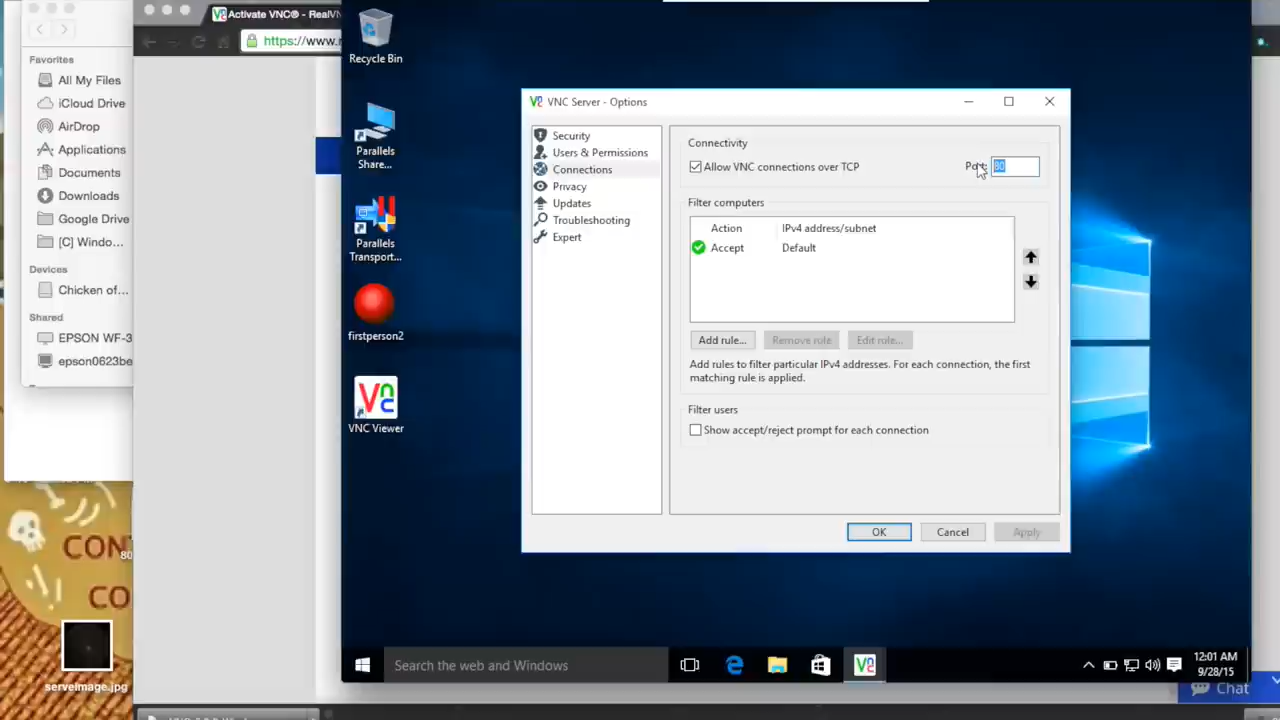 Activate VNC® - RealVN
https://www.r
Favorites
All My Files
iCloud Drive
AirDrop
Applications
Documents
Downloads
Google Drive
[C] Windo...
Devices
Chicken of...
Shared
EPSON WF-3
epson0623be
CON
CO
80
serveimage.jpg
Recycle Bin
Parallels
Share...
Parallels
Transport...
firstperson2
VNC Viewer
VNC Server - Options
Security
Users & Permissions
Connections
Privacy
Updates
Troubleshooting
Expert
Connectivity
Allow VNC connections over TCP
Port:
80
Filter computers
Action
IPv4 address/subnet
Accept
Default
Add rule...
Remove rule
Edit rule...
Add rules to filter particular IPv4 addresses. For each connection, the first
matching rule is applied.
Filter users
Show accept/reject prompt for each connection
OK
Cancel
Apply
Search the web and Windows
12:01 AM
9/28/15
Chat